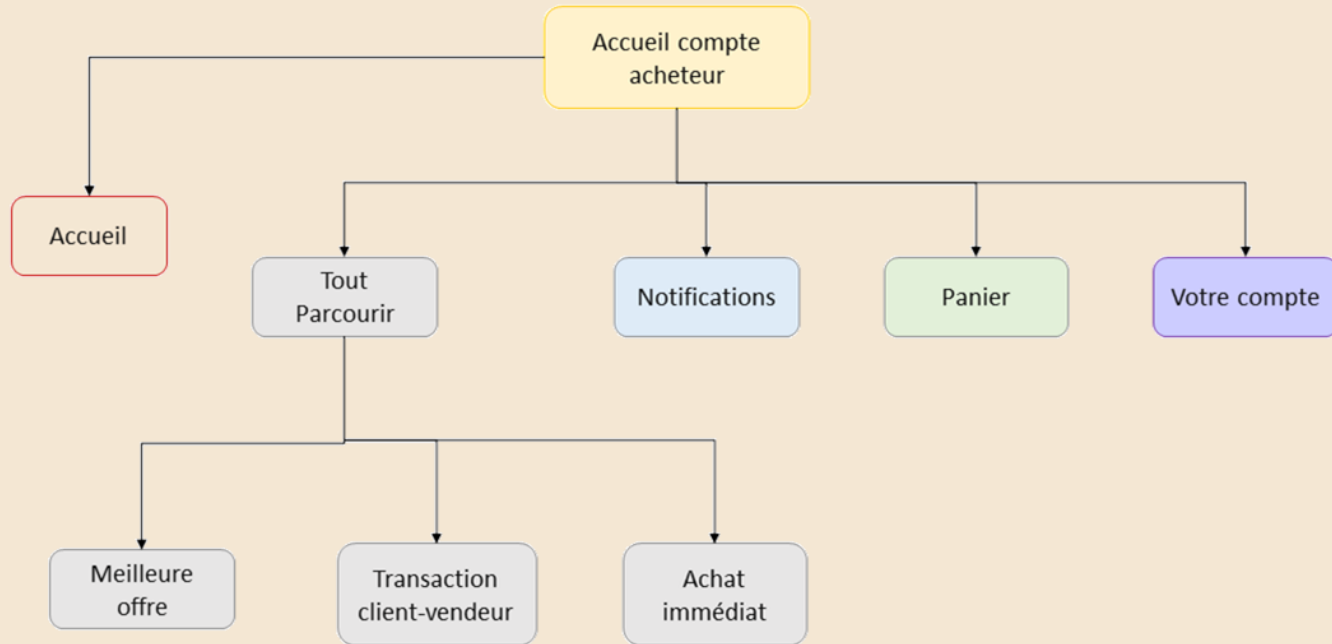 Accueil compte
acheteur
Accueil
Tout
Parcourir
Notifications
Panier
Votre compte
Meilleure
offre
Transaction
client-vendeur
Achat
immédiat